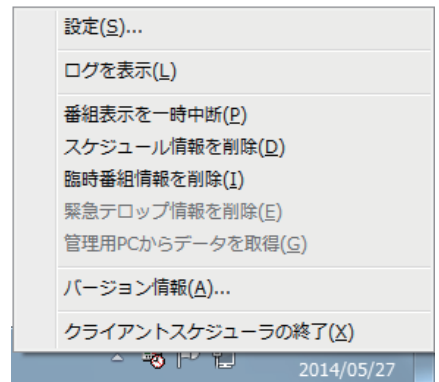 設定(S)...
ログを表示(L)
番組表示を一時中断(P)
スケジュール情報を削除(D)
臨時番組情報を削除(I)
緊急テロップ情報を削除(E)
管理用PCからデータを取得(G)
バージョン情報(A)...
クライアントスケジューラの終了(X)
2014/05/27